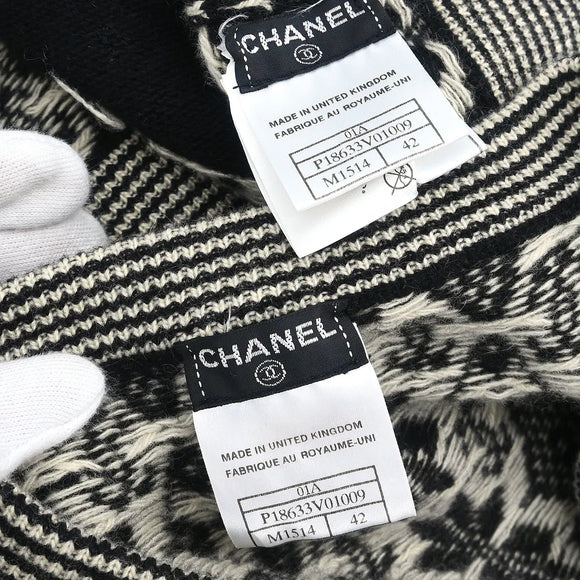 CHANEL
MADE IN UNITED KINGDOM
FABRIQUE AU ROYAUME-UNI
01A
P18633V01009
M1514 42
CHANEL
MADE IN UNITED KINGDOM
FABRIQUE AU ROYAUME-UNI
01A
P18633V01009
M1514 42